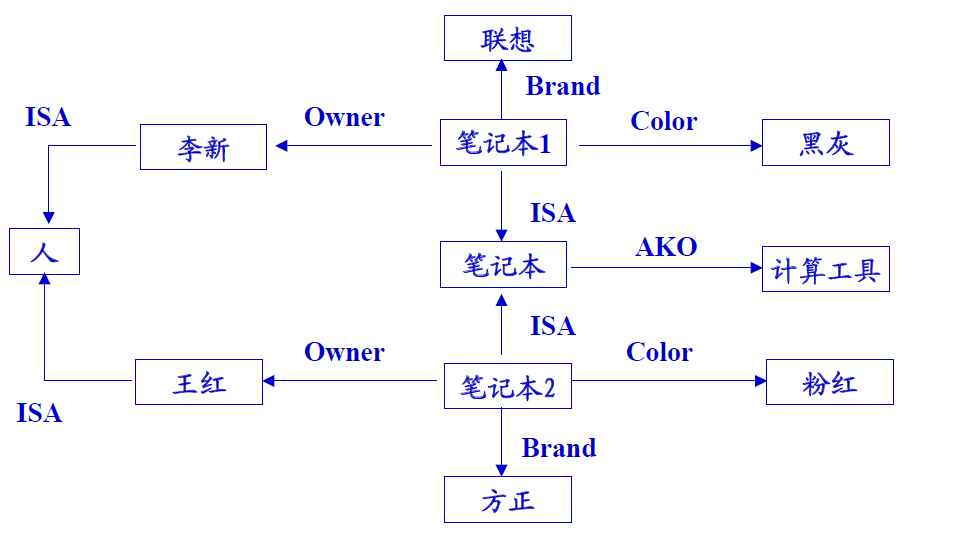 联想
Brand
ISA
Owner
Color
李新
笔记本1
黑灰
ISA
人
笔记本
AKO
计算工具
ISA
Owner
Color
王红
笔记本2
粉红
ISA
Brand
方正